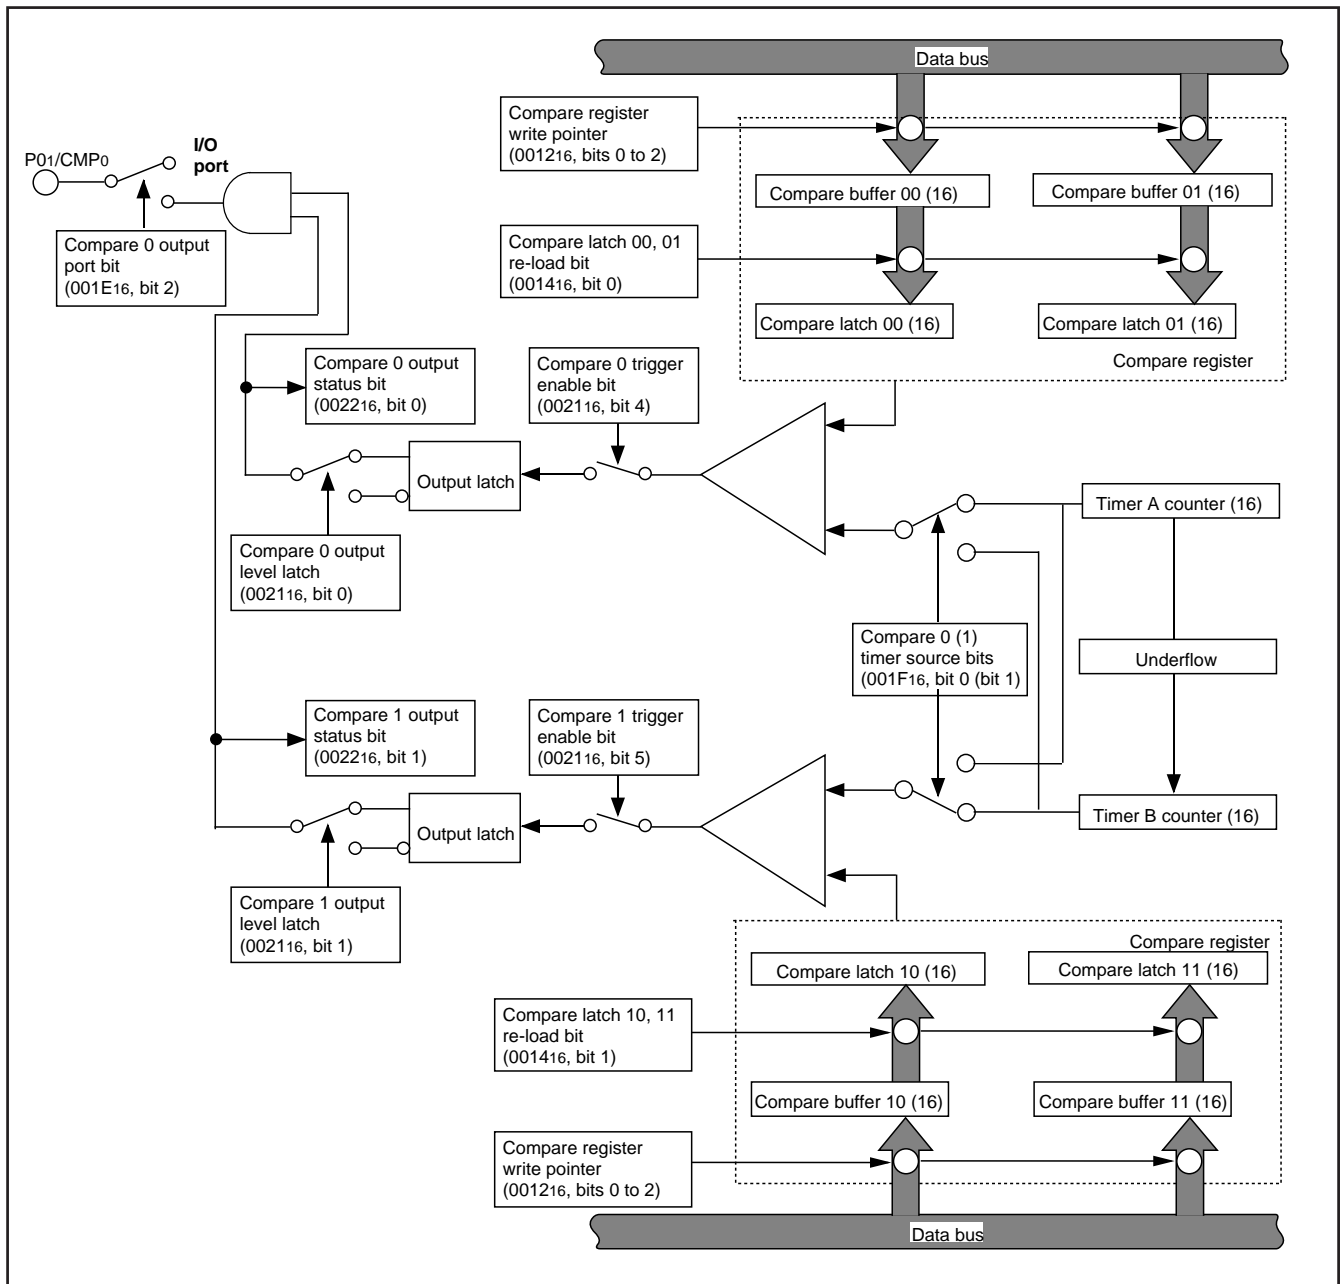 Data bus
Compare register
write pointer
(001216, bits 0 to 2)
P01/CMP0
I/O
port
Compare buffer 00 (16)
Compare buffer 01 (16)
Compare 0 output
port bit
(001E16, bit 2)
Compare latch 00, 01
re-load bit
(001416, bit 0)
Compare latch 00 (16)
Compare latch 01 (16)
Compare register
Compare 0 output
status bit
(002216, bit 0)
Compare 0 trigger
enable bit
(002116, bit 4)
Output latch
Timer A counter (16)
Compare 0 output
level latch
(002116, bit 0)
Compare 0 (1)
timer source bits
(001F16, bit 0 (bit 1)
Underflow
Compare 1 output
status bit
(002216, bit 1)
Compare 1 trigger
enable bit
(002116, bit 5)
Output latch
Timer B counter (16)
Compare 1 output
level latch
(002116, bit 1)
Compare register
Compare latch 10 (16)
Compare latch 11 (16)
Compare latch 10, 11
re-load bit
(001416, bit 1)
Compare buffer 10 (16)
Compare buffer 11 (16)
Compare register
write pointer
(001216, bits 0 to 2)
Data bus